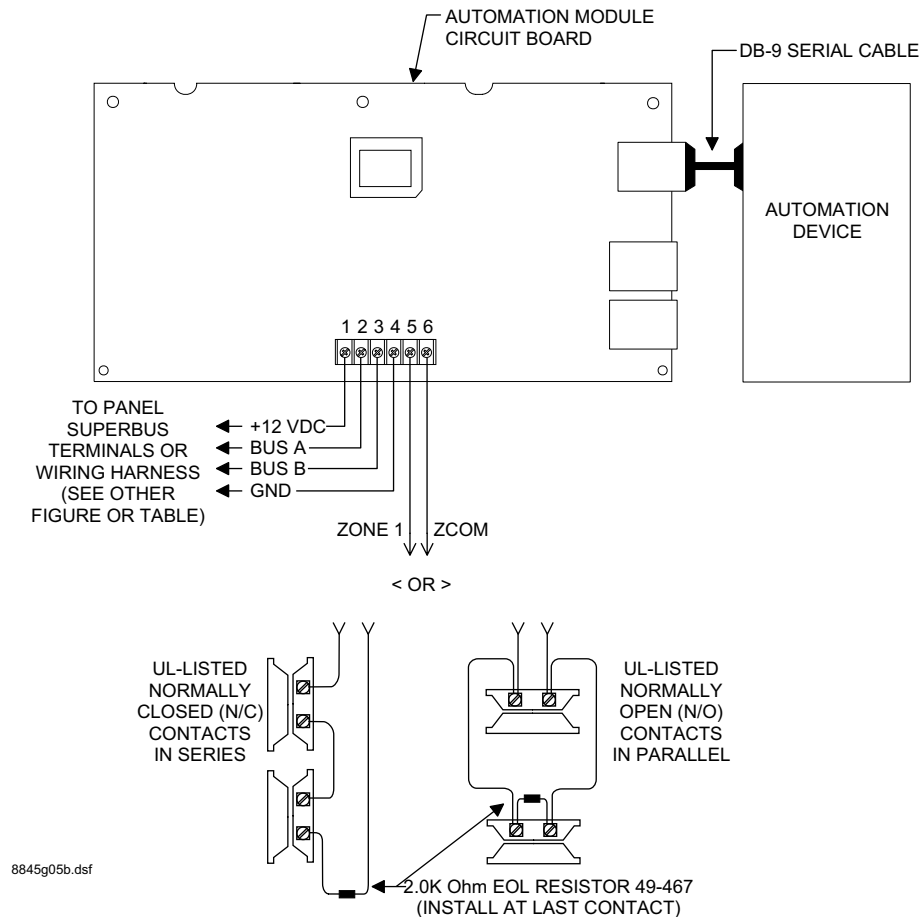 AUTOMATION MODULE
CIRCUIT BOARD
DB-9 SERIAL CABLE
AUTOMATION
DEVICE
1 2 3 4 5 6
TO PANEL
SUPERBUS
TERMINALS OR
WIRING HARNESS
(SEE OTHER
FIGURE OR TABLE)
+12 VDC
BUS A
BUS B
GND
ZONE 1
ZCOM
< OR >
UL-LISTED
NORMALLY
CLOSED (N/C)
CONTACTS
IN SERIES
UL-LISTED
NORMALLY
OPEN (N/O)
CONTACTS
IN PARALLEL
2.0K Ohm EOL RESISTOR 49-467
(INSTALL AT LAST CONTACT)
8845g05b.dsf